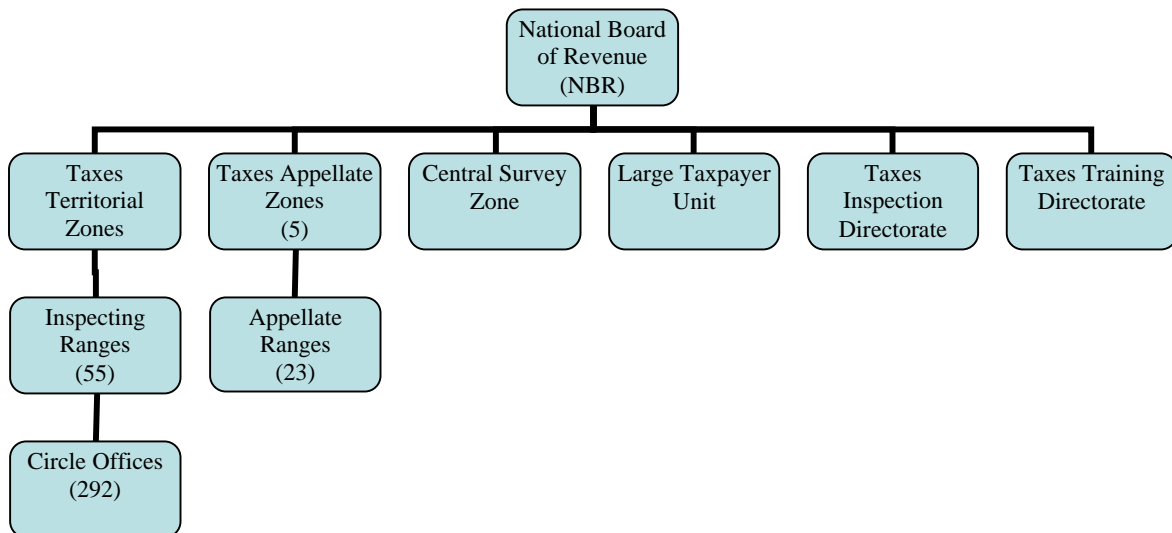 National Board
of Revenue
(NBR)
Taxes
Territorial
Zones
Taxes Appellate
Zones
(5)
Central Survey
Zone
Large Taxpayer
Unit
Taxes
Inspection
Directorate
Taxes Training
Directorate
Inspecting
Ranges
(55)
Appellate
Ranges
(23)
Circle Offices
(292)